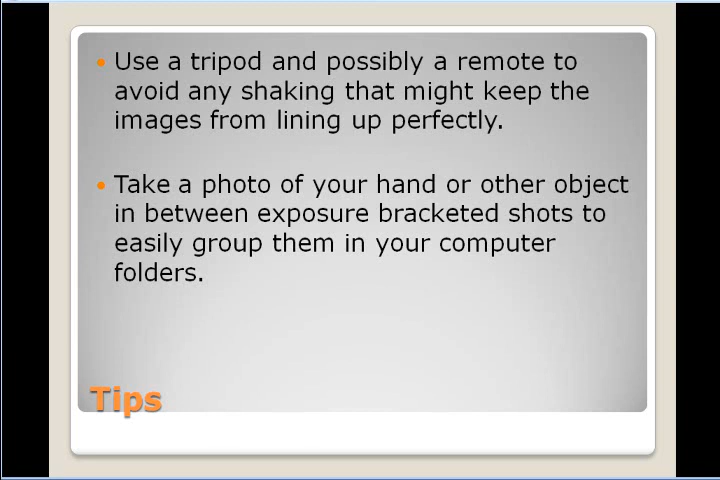 Use a tripod and possibly a remote to
avoid any shaking that might keep the
images from lining up perfectly.
Take a photo of your hand or other object
in between exposure bracketed shots to
easily group them in your computer
folders.
Tips